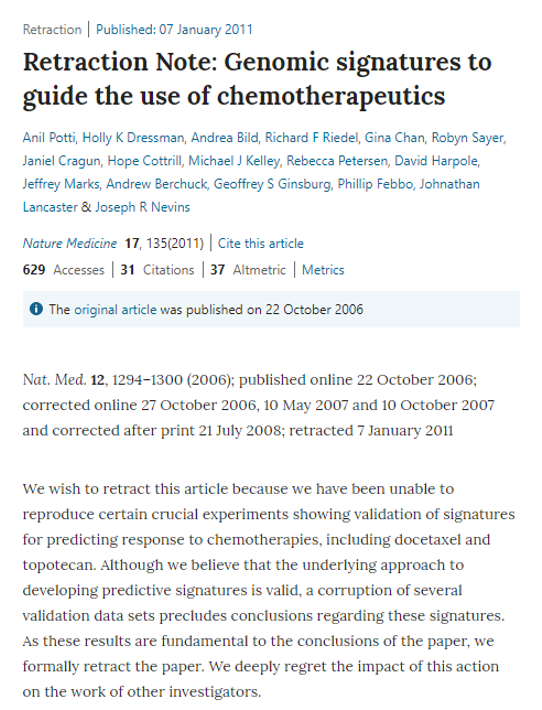 Retraction | Published: 07 January 2011
Retraction Note: Genomic signatures to
guide the use of chemotherapeutics
Anil Potti, Holly K Dressman, Andrea Bild, Richard F Riedel, Gina Chan, Robyn Sayer,
Janiel Cragun, Hope Cottrill, Michael J Kelley, Rebecca Petersen, David Harpole,
Jeffrey Marks, Andrew Berchuck, Geoffrey S Ginsburg, Phillip Febbo, Johnathan
Lancaster & Joseph R Nevins
Nature Medicine 17, 135(2011) | Cite this article
629 Accesses | 31 Citations | 37 Altmetric | Metrics
The original article was published on 22 October 2006
Nat. Med. 12, 1294–1300 (2006); published online 22 October 2006;
corrected online 27 October 2006, 10 May 2007 and 10 October 2007
and corrected after print 21 July 2008; retracted 7 January 2011
We wish to retract this article because we have been unable to
reproduce certain crucial experiments showing validation of signatures
for predicting response to chemotherapies, including docetaxel and
topotecan. Although we believe that the underlying approach to
developing predictive signatures is valid, a corruption of several
validation data sets precludes conclusions regarding these signatures.
As these results are fundamental to the conclusions of the paper, we
formally retract the paper. We deeply regret the impact of this action
on the work of other investigators.